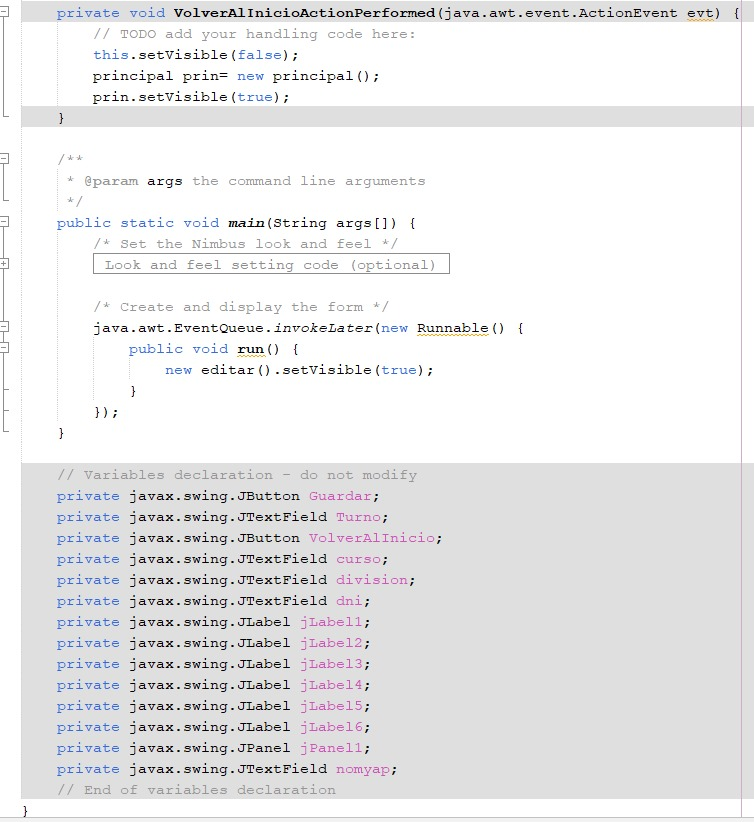 private void VolverAlInicioActionPerformed(java.awt.event.ActionEvent evt) {
// TODO add your handling code here:
this.setVisible(false);
principal prin= new principal();
prin.setVisible(true);
}
/**
* @param args the command line arguments
*/
public static void main(String args[]) {
/* Set the Nimbus look and feel */
Look and feel setting code (optional)
/* Create and display the form */
java.awt.EventQueue.invokeLater(new Runnable() {
public void run() {
new editar().setVisible(true);
}
});
}
// Variables declaration - do not modify
private javax.swing.JButton Guardar;
private javax.swing.JTextField Turno;
private javax.swing.JButton VolverAlInicio;
private javax.swing.JTextField curso;
private javax.swing.JTextField division;
private javax.swing.JTextField dni;
private javax.swing.JLabel jLabel1;
private javax.swing.JLabel jLabel2;
private javax.swing.JLabel jLabel3;
private javax.swing.JLabel jLabel4;
private javax.swing.JLabel jLabel5;
private javax.swing.JLabel jLabel6;
private javax.swing.JPanel jPanel1;
private javax.swing.JTextField nomyap;
// End of variables declaration
}